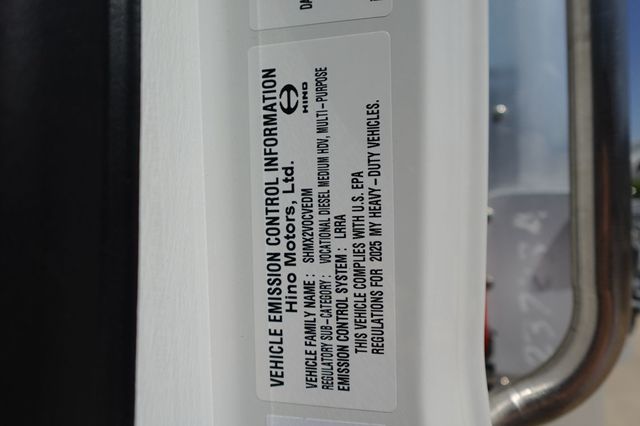 VEHICLE EMISSION CONTROL INFORMATION
Hino Motors, Ltd.
HINO
VEHICLE FAMILY NAME : SHMX2VOCVEDM
REGULATORY SUB-CATEGORY : VOCATIONAL DIESEL MEDIUM HDV, MULTI-PURPOSE
EMISSION CONTROL SYSTEM : LRRA
THIS VEHICLE COMPLIES WITH U.S. EPA
REGULATIONS FOR 2025 MY HEAVY-DUTY VEHICLES.